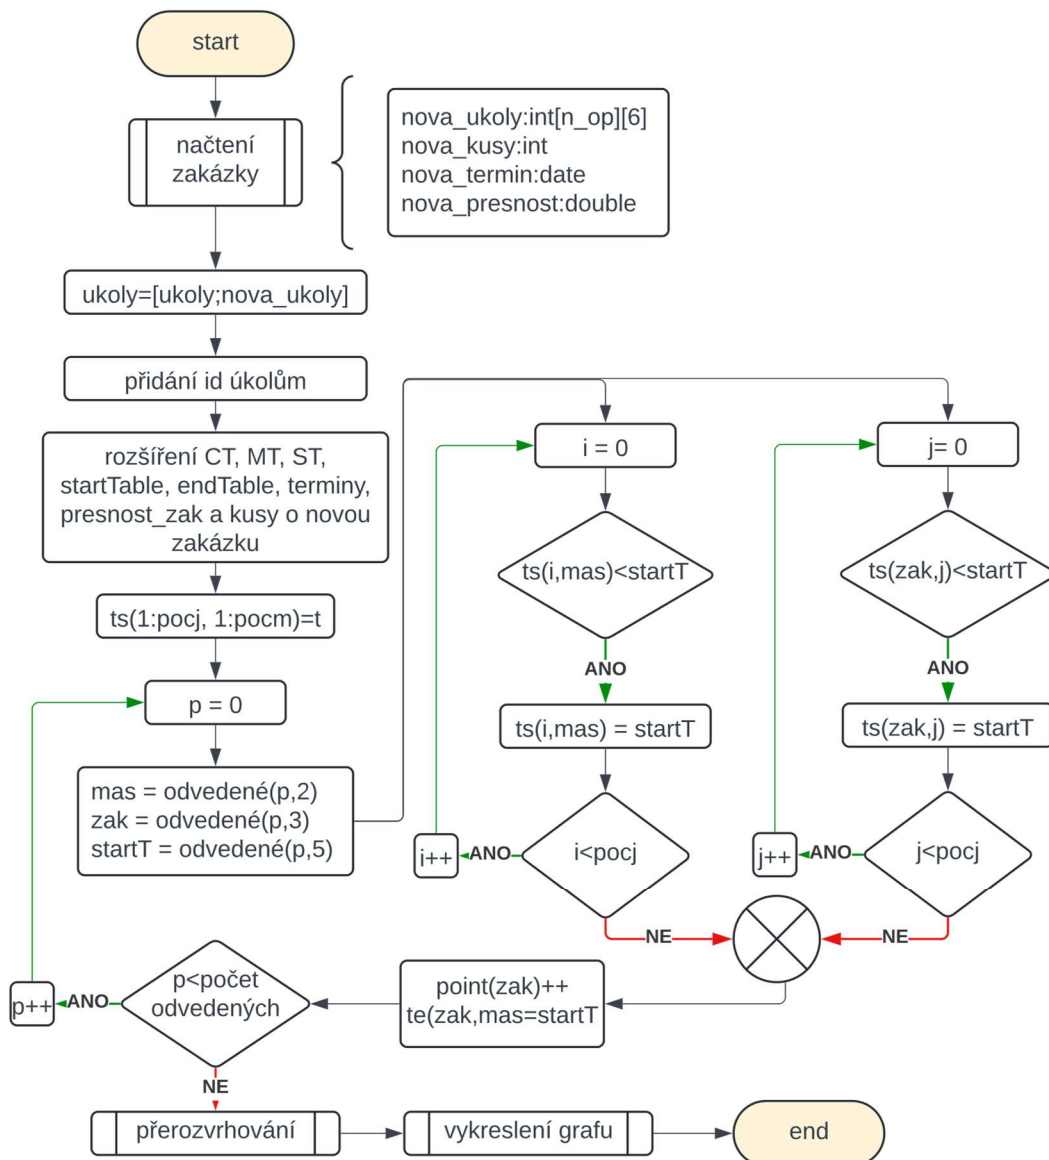 start
načtení
zakázky
nova_ukoly:int[n_op][6]
nova_kusy:int
nova_termin:date
nova_presnost:double
ukoly=[ukoly;nova_ukoly]
přidání id úkolům
rozšíření CT, MT, ST,
startTable, endTable, terminy,
presnost_zak a kusy o novou
zakázku
ts(1:pocj, 1:pocm)=t
p = 0
mas = odvedené(p,2)
zak = odvedené(p,3)
startT = odvedené(p,5)
i = 0
ts(i,mas)<startT
ANO
ts(i,mas) = startT
i<pocj
ANO
i++
NE
j= 0
ts(zak,j)<startT
ANO
ts(zak,j) = startT
j<pocj
ANO
j++
NE
point(zak)++
te(zak,mas=startT
p<počet
odvedených
ANO
p++
NE
přerozvrhování
vykreslení grafu
end